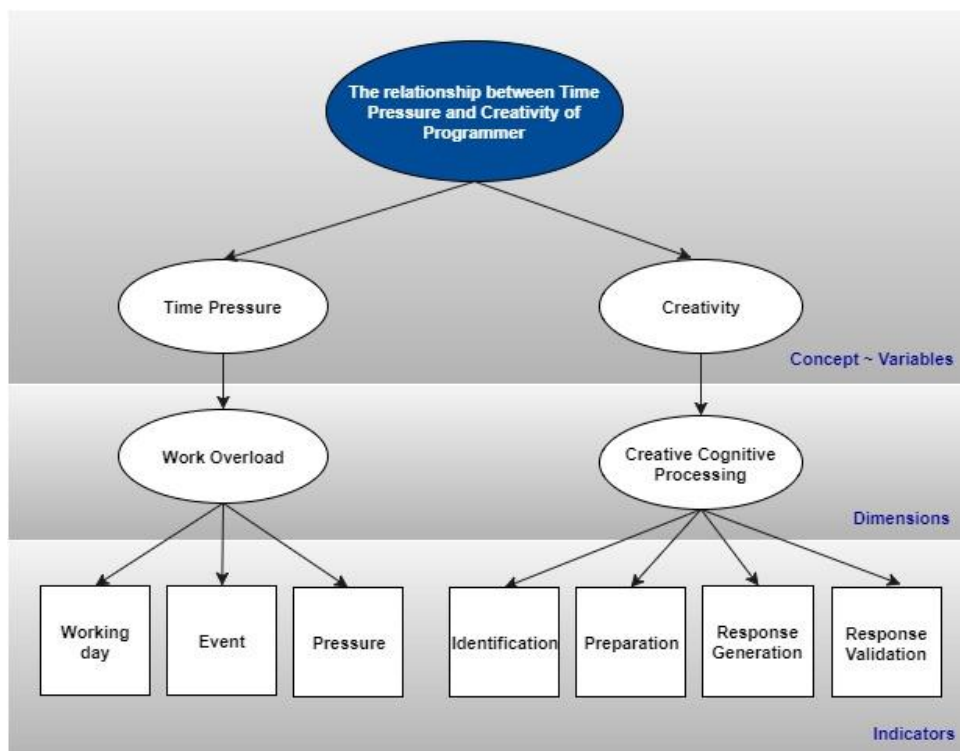 The relationship between Time
Pressure and Creativity of
Programmer
Time Pressure
Creativity
Concept ~ Variables
Work Overload
Creative Cognitive
Processing
Dimensions
Working
day
Event
Pressure
Identification
Preparation
Response
Generation
Response
Validation
Indicators